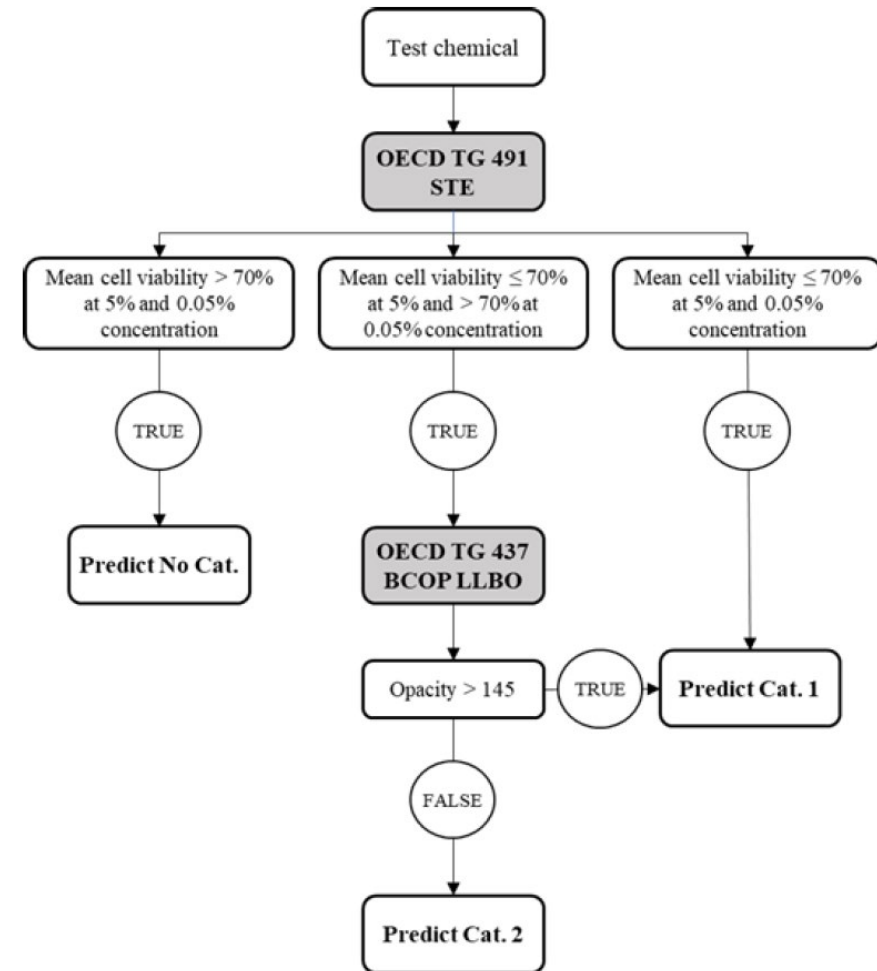 Test chemical
OECD TG 491
STE
Mean cell viability > 70%
at 5% and 0.05%
concentration
Mean cell viability ≤ 70%
at 5% and > 70% at
0.05% concentration
Mean cell viability ≤ 70%
at 5% and 0.05%
concentration
TRUE
TRUE
TRUE
Predict No Cat.
OECD TG 437
BCOP LLBO
Opacity > 145
TRUE
Predict Cat. 1
FALSE
Predict Cat. 2